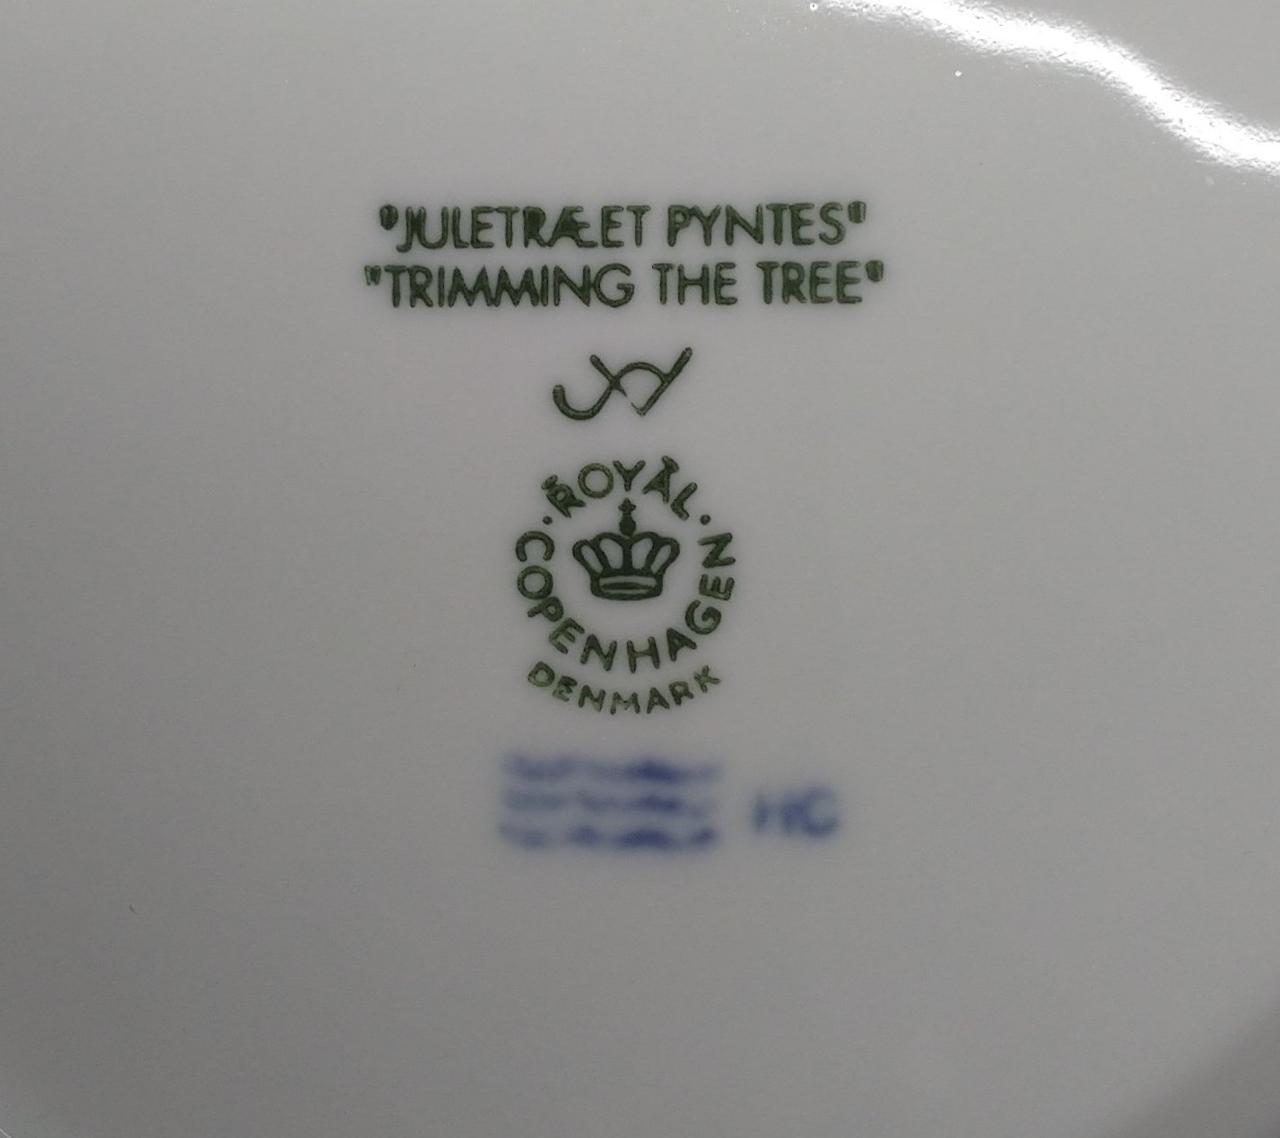 "JULETRÆET PYNTES"
"TRIMMING THE TREE"
ROYAL
COPENHAGEN
DENMARK
HC